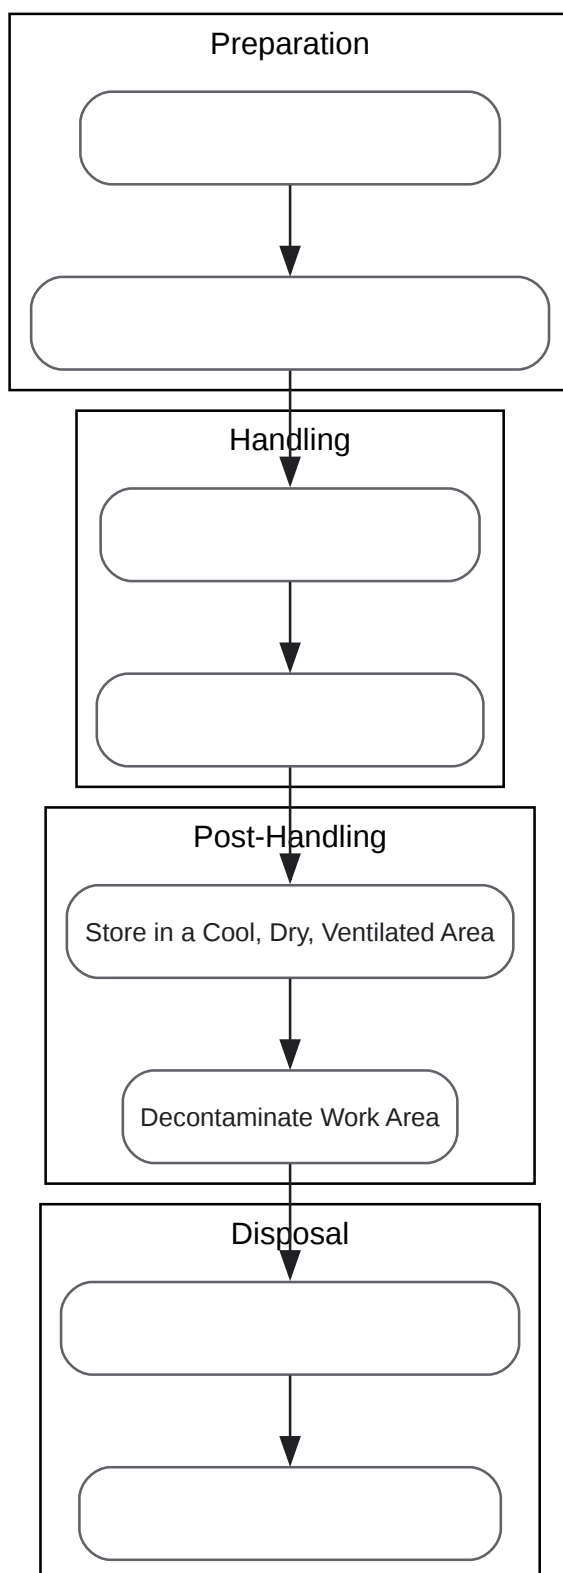 Preparation
Handling
Post-Handling
Store in a Cool, Dry, Ventilated Area
Decontaminate Work Area
Disposal